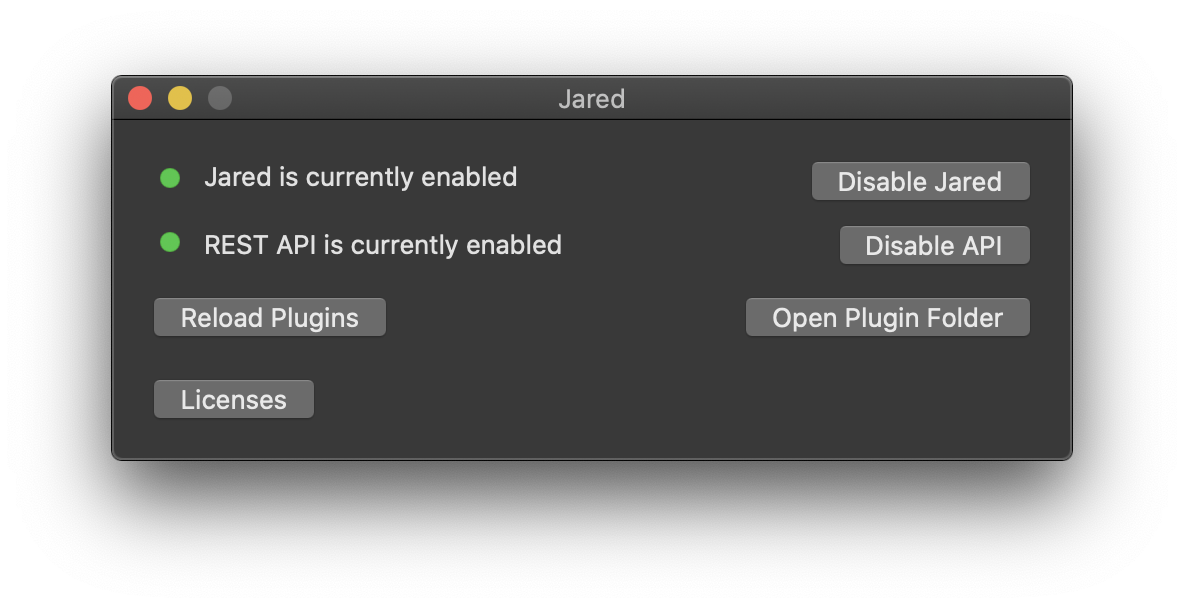 Jared
Jared is currently enabled
Disable Jared
REST API is currently enabled
Disable API
Reload Plugins
Open Plugin Folder
Licenses